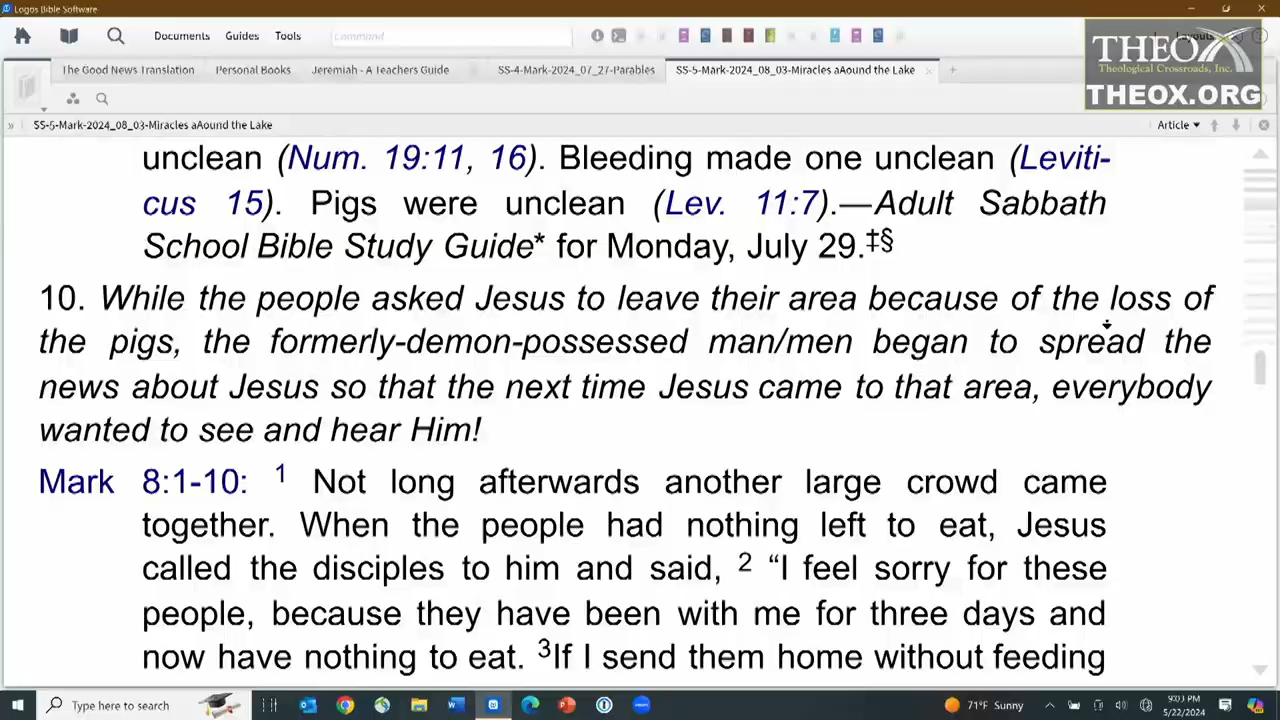 Logos Bible Software
Documents Guides Tools Command Layouts
THEOX
Theological Crossroads, Inc.
THEOX.ORG
The Good News Translation Personal Books Jeremiah - A Teach SS-4-Mark-2024_07_27-Parables SS-5-Mark-2024_08_03-Miracles aAound the Lake
SS-5-Mark-2024_08_03-Miracles aAound the Lake Article
unclean (Num. 19:11, 16). Bleeding made one unclean (Leviti-
cus 15). Pigs were unclean (Lev. 11:7).—Adult Sabbath
School Bible Study Guide* for Monday, July 29.‡§
10. While the people asked Jesus to leave their area because of the loss of
the pigs, the formerly-demon-possessed man/men began to spread the
news about Jesus so that the next time Jesus came to that area, everybody
wanted to see and hear Him!
Mark 8:1-10: 1 Not long afterwards another large crowd came
together. When the people had nothing left to eat, Jesus
called the disciples to him and said, 2 “I feel sorry for these
people, because they have been with me for three days and
now have nothing to eat. 3If I send them home without feeding
Type here to search 71°F Sunny 9:03 PM
5/22/2024